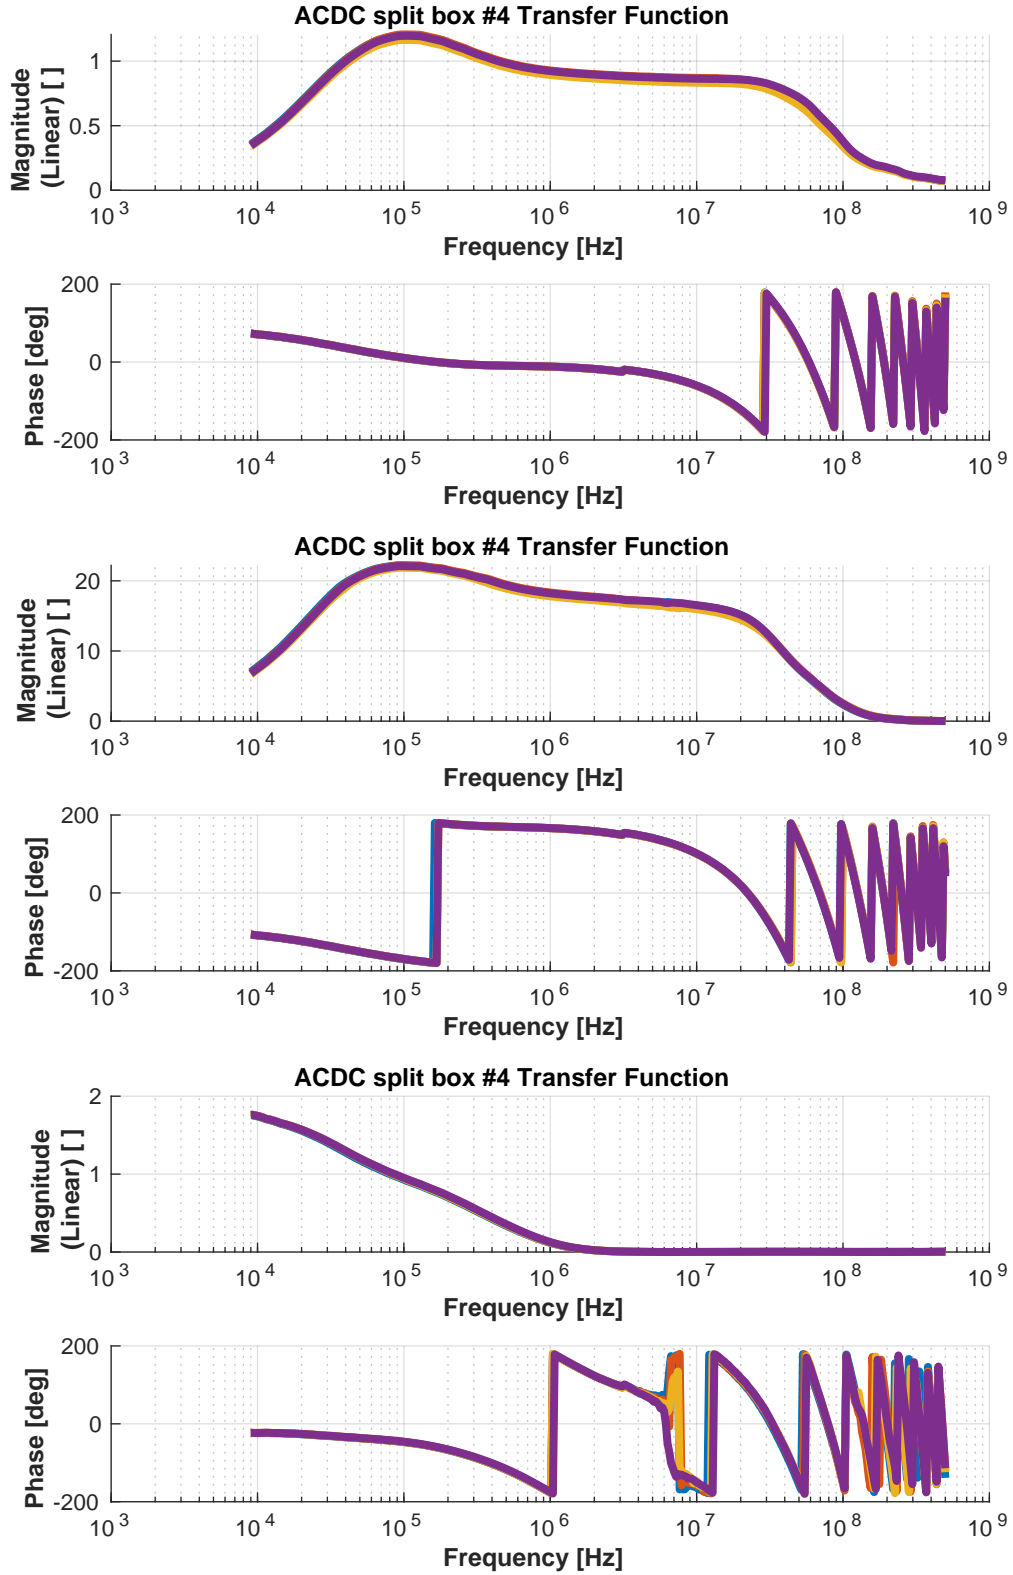 ACDC split box #4 Transfer Function
Magnitude
(Linear) [ ]
1
0.5
0
10^3 10^4 10^5 10^6 10^7 10^8 10^9
Frequency [Hz]
Phase [deg]
200
0
-200
10^3 10^4 10^5 10^6 10^7 10^8 10^9
Frequency [Hz]
ACDC split box #4 Transfer Function
Magnitude
(Linear) [ ]
20
10
0
10^3 10^4 10^5 10^6 10^7 10^8 10^9
Frequency [Hz]
Phase [deg]
200
0
-200
10^3 10^4 10^5 10^6 10^7 10^8 10^9
Frequency [Hz]
ACDC split box #4 Transfer Function
Magnitude
(Linear) [ ]
2
1
0
10^3 10^4 10^5 10^6 10^7 10^8 10^9
Frequency [Hz]
Phase [deg]
200
0
-200
10^3 10^4 10^5 10^6 10^7 10^8 10^9
Frequency [Hz]